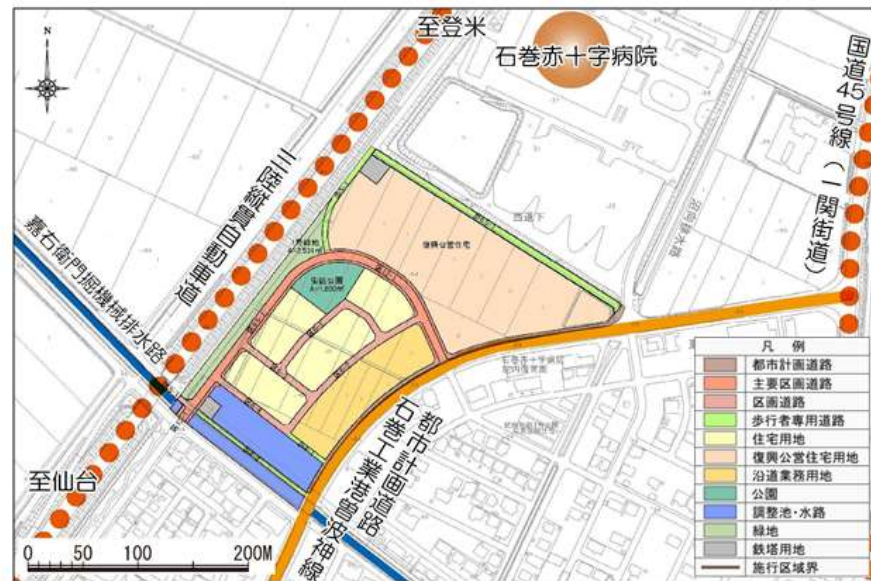 至登米
石巻赤十字病院
国道45号線（一関街道）
N
三陸縦貫自動車道
嘉右衛門掘機械排水路
西道下
復興公営住宅
至仙台
都市計画道路
石巻工業港曽波神線
0 50 100 200M
凡例
都市計画道路
主要区画道路
区画道路
歩行者専用道路
住宅用地
復興公営住宅用地
沿道業務用地
公園
調整池・水路
緑地
鉄塔用地
施行区域界